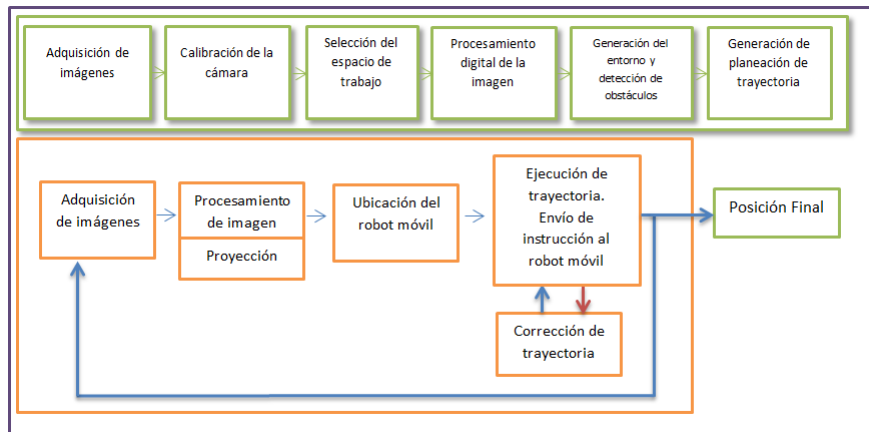 Adquisición de
imágenes
Calibración de la
cámara
Selección del
espacio de
trabajo
Procesamiento
digital de la
imagen
Generación del
entorno y
detección de
obstáculos
Generación de
planeación de
trayectoria
Adquisición
de imágenes
Procesamiento
de imagen
Proyección
Ubicación del
robot móvil
Ejecución de
trayectoria.
Envío de
instrucción al
robot móvil
Posición Final
Corrección de
trayectoria